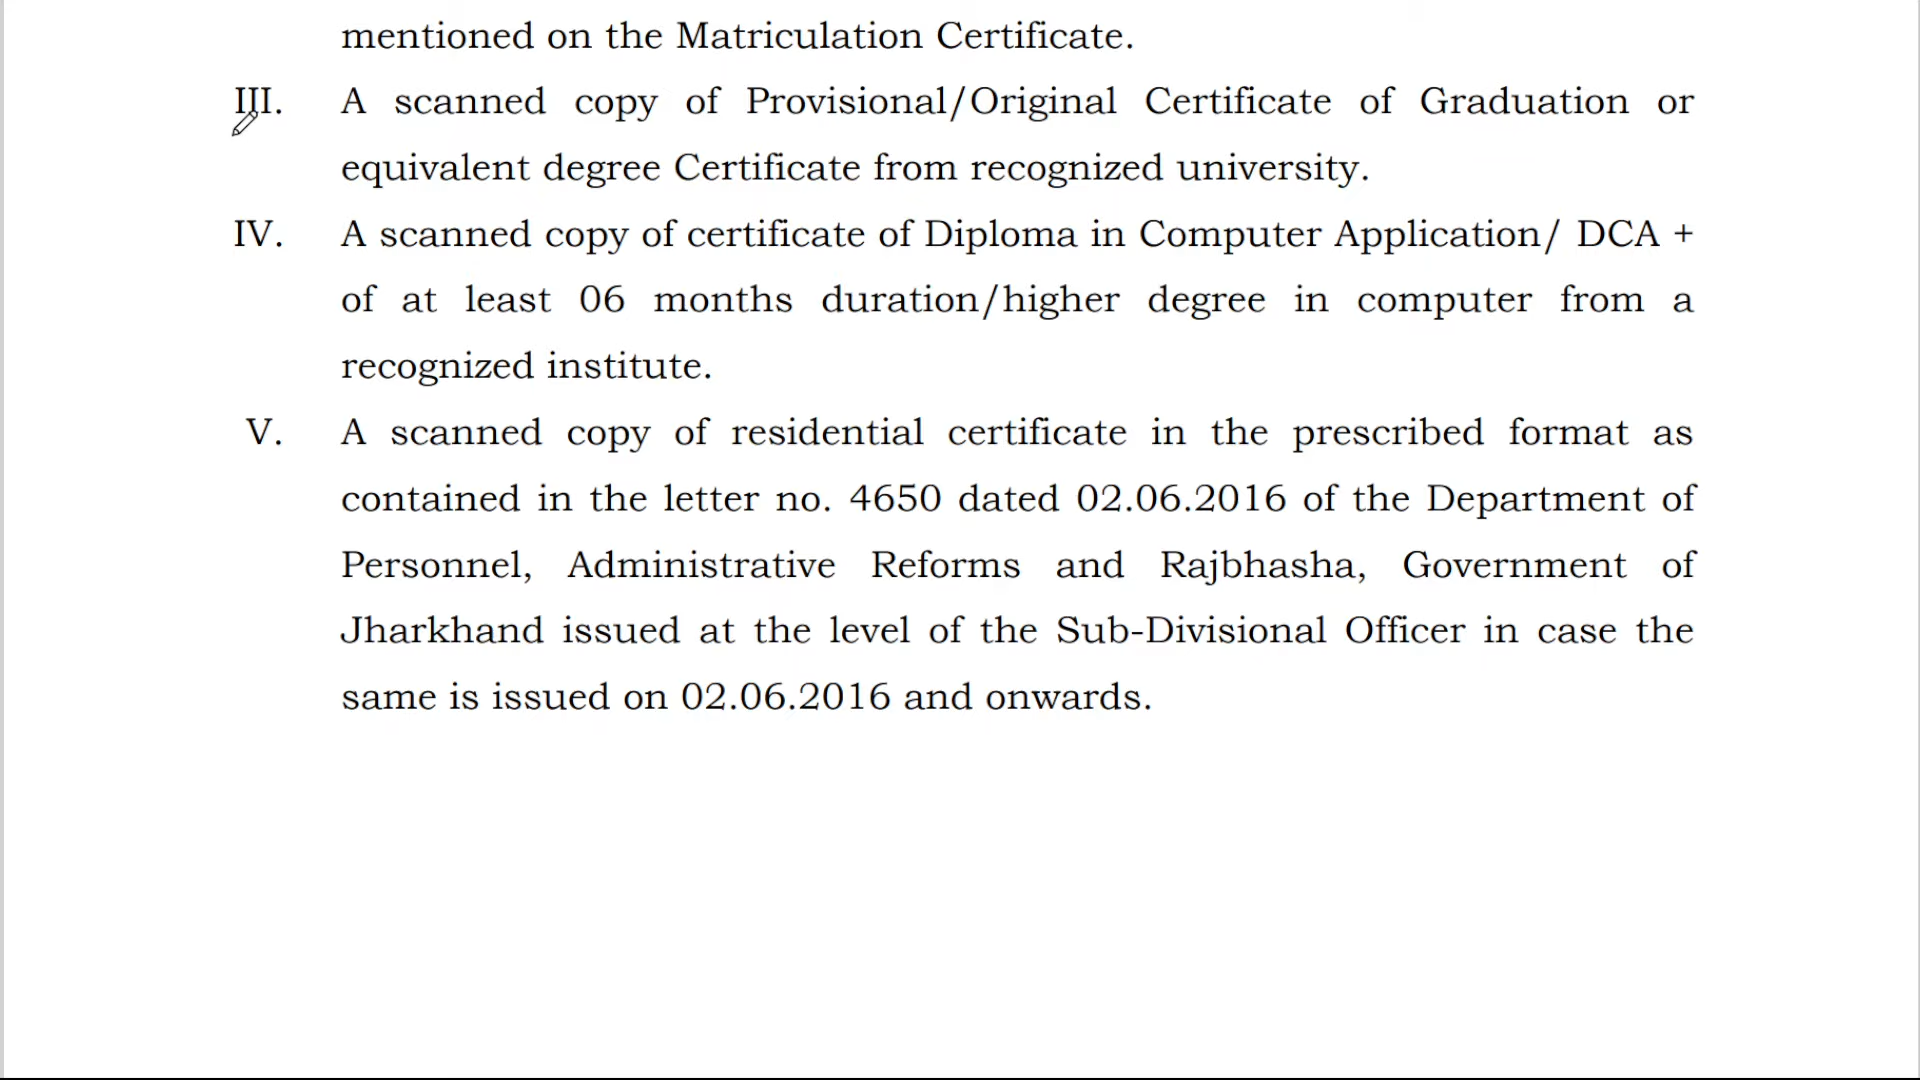 mentioned on the Matriculation Certificate.
III. A scanned copy of Provisional/Original Certificate of Graduation or
equivalent degree Certificate from recognized university.
IV. A scanned copy of certificate of Diploma in Computer Application/ DCA +
of at least 06 months duration/higher degree in computer from a
recognized institute.
V. A scanned copy of residential certificate in the prescribed format as
contained in the letter no. 4650 dated 02.06.2016 of the Department of
Personnel, Administrative Reforms and Rajbhasha, Government of
Jharkhand issued at the level of the Sub-Divisional Officer in case the
same is issued on 02.06.2016 and onwards.